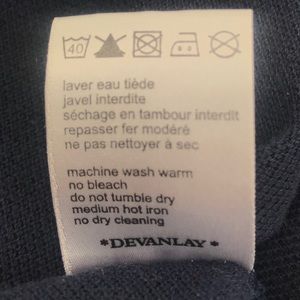 40
laver eau tiède
javel interdite
séchage en tambour interdit
repasser fer modéré
ne pas nettoyer à sec
machine wash warm
no bleach
do not tumble dry
medium hot iron
no dry cleaning
*DEVANLAY*